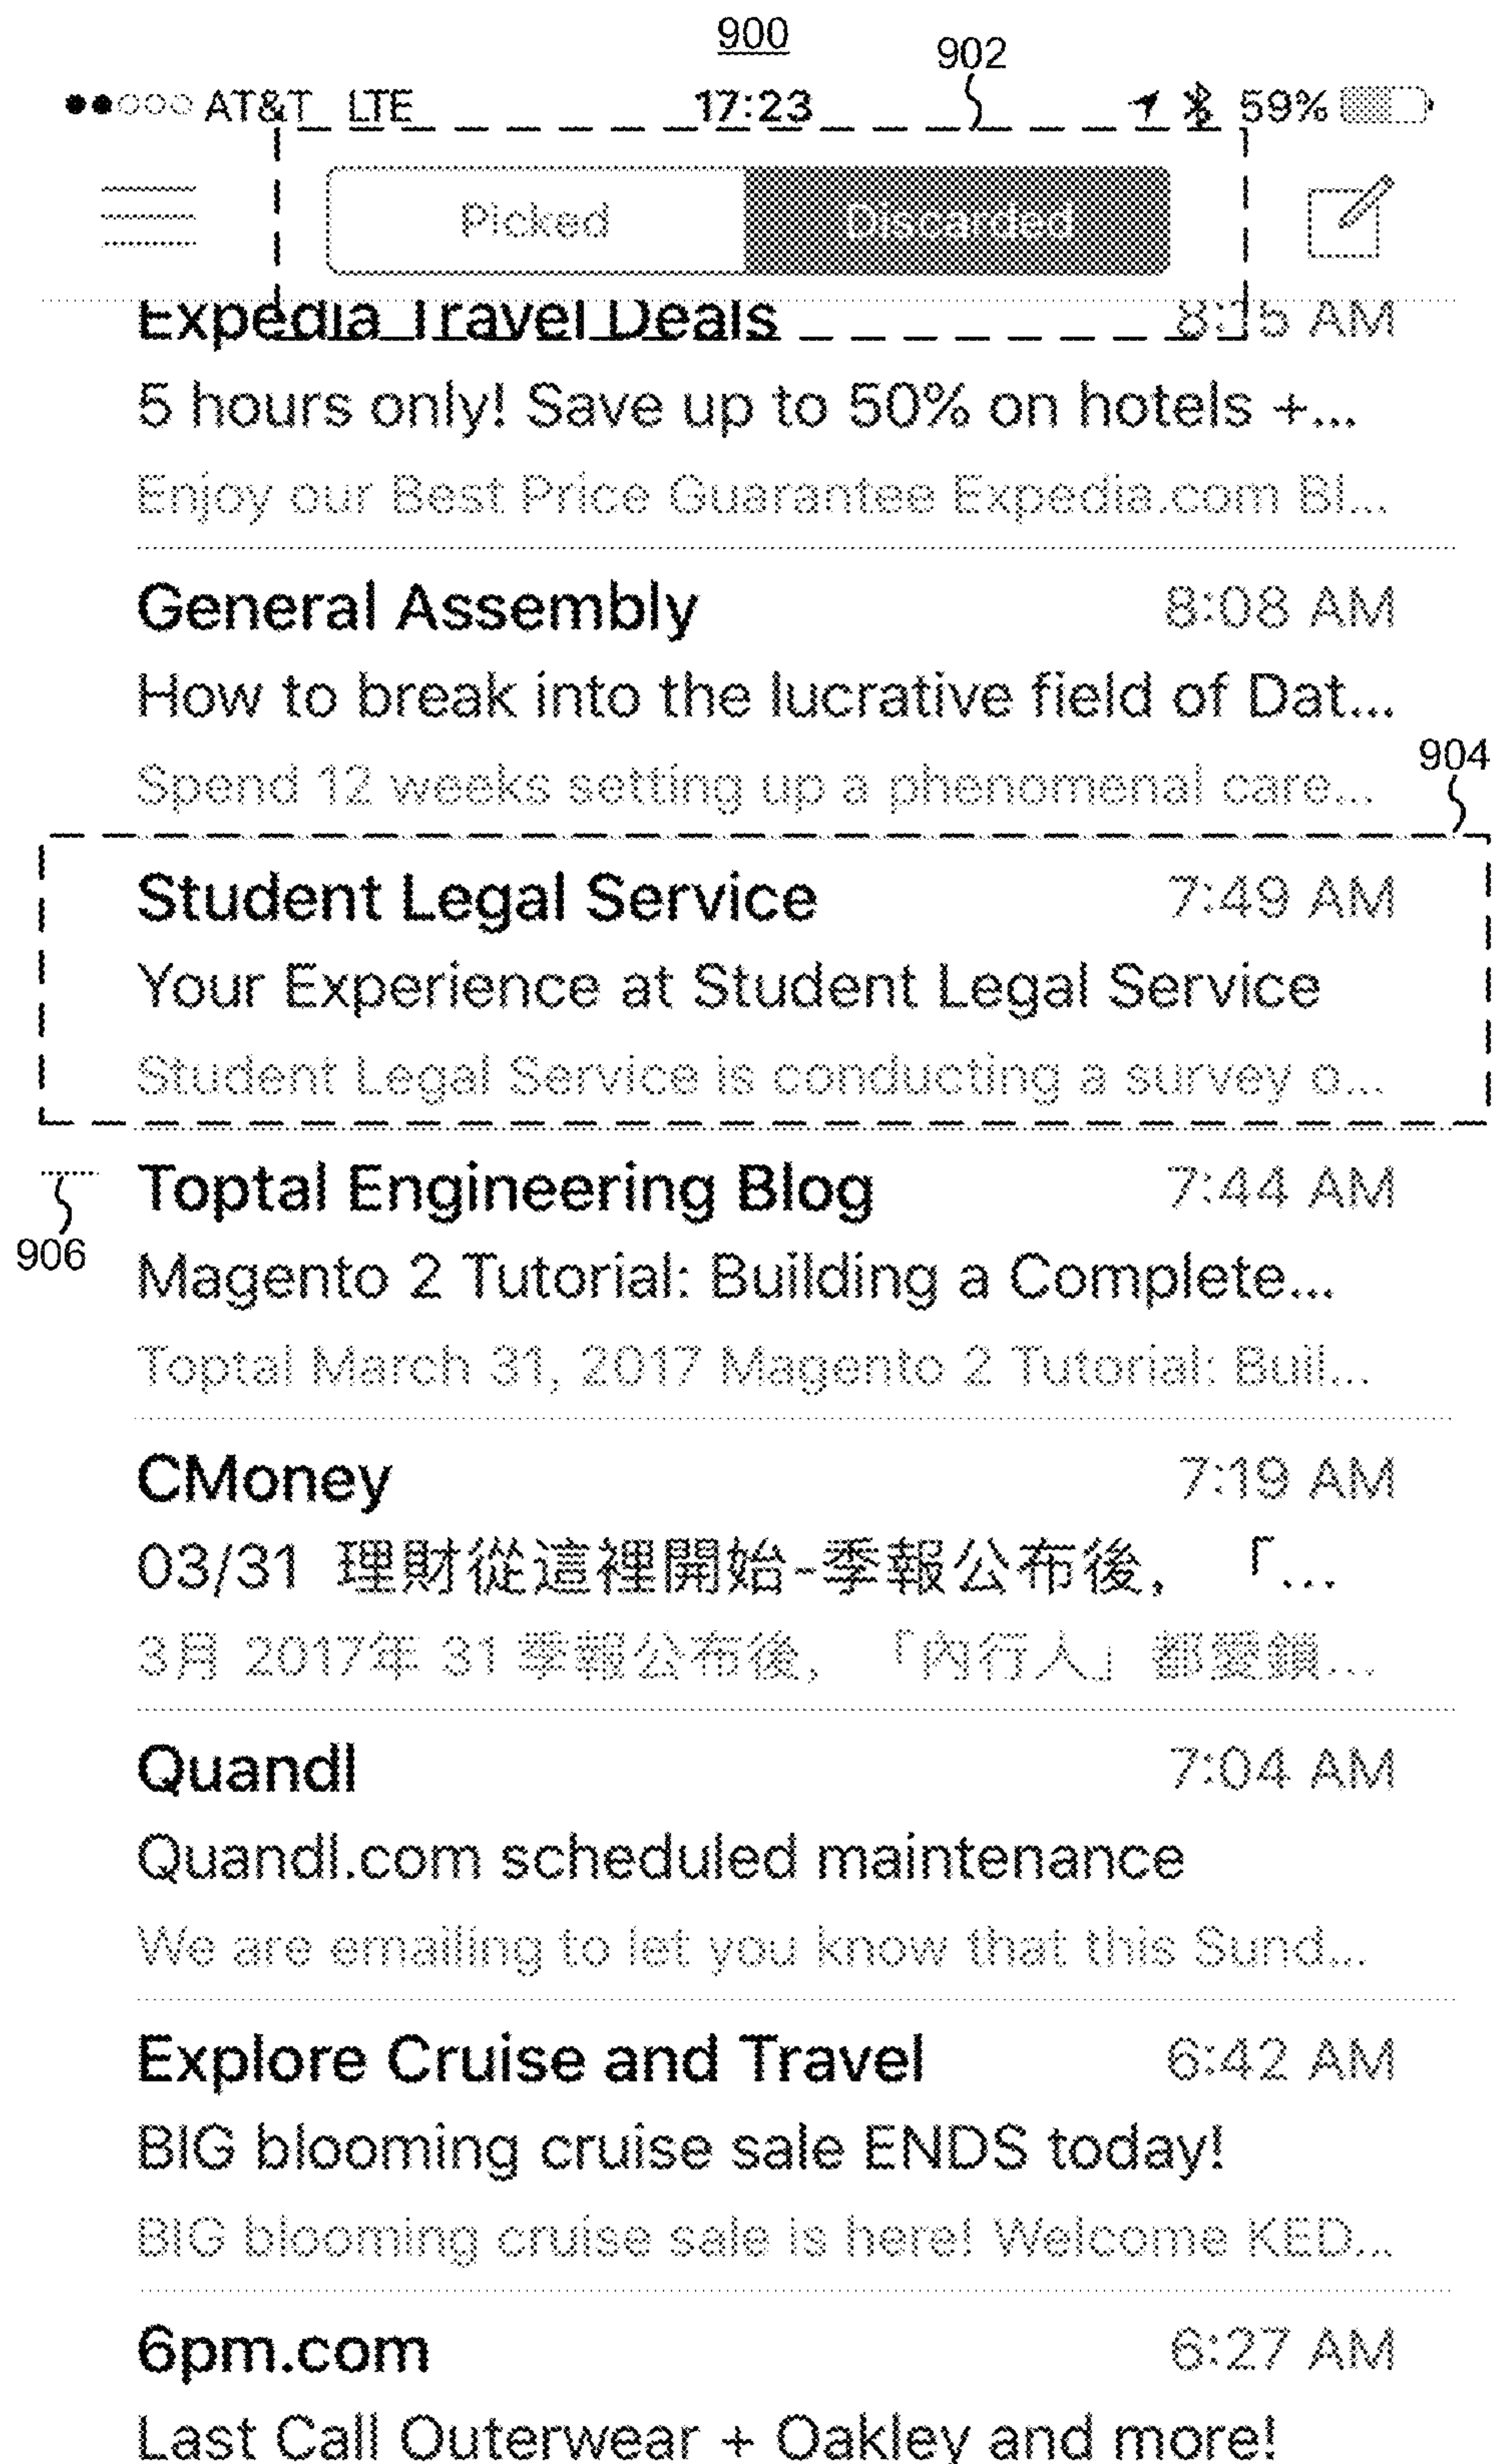 900
902
AT&T LTE 17:23 59%
Picked Discarded
Expedia Travel Deals 8:15 AM
5 hours only! Save up to 50% on hotels +...
Enjoy our Best Price Guarantee Expedia.com Bl...
General Assembly 8:08 AM
How to break into the lucrative field of Dat...
904
Spend 12 weeks setting up a phenomenal care...
Student Legal Service 7:49 AM
Your Experience at Student Legal Service
Student Legal Service is conducting a survey o...
Toptal Engineering Blog 7:44 AM
906
Magento 2 Tutorial: Building a Complete...
Toptal March 31, 2017 Magento 2 Tutorial: Buil...
CMoney 7:19 AM
03/31 理財從這裡開始-季報公布後，「...
3月 2017年 31 季報公布後，「內行人」都愛鎖...
Quandl 7:04 AM
Quandl.com scheduled maintenance
We are emailing to let you know that this Sund...
Explore Cruise and Travel 6:42 AM
BIG blooming cruise sale ENDS today!
BIG blooming cruise sale is here! Welcome KED...
6pm.com 6:27 AM
Last Call Outerwear + Oakley and more!